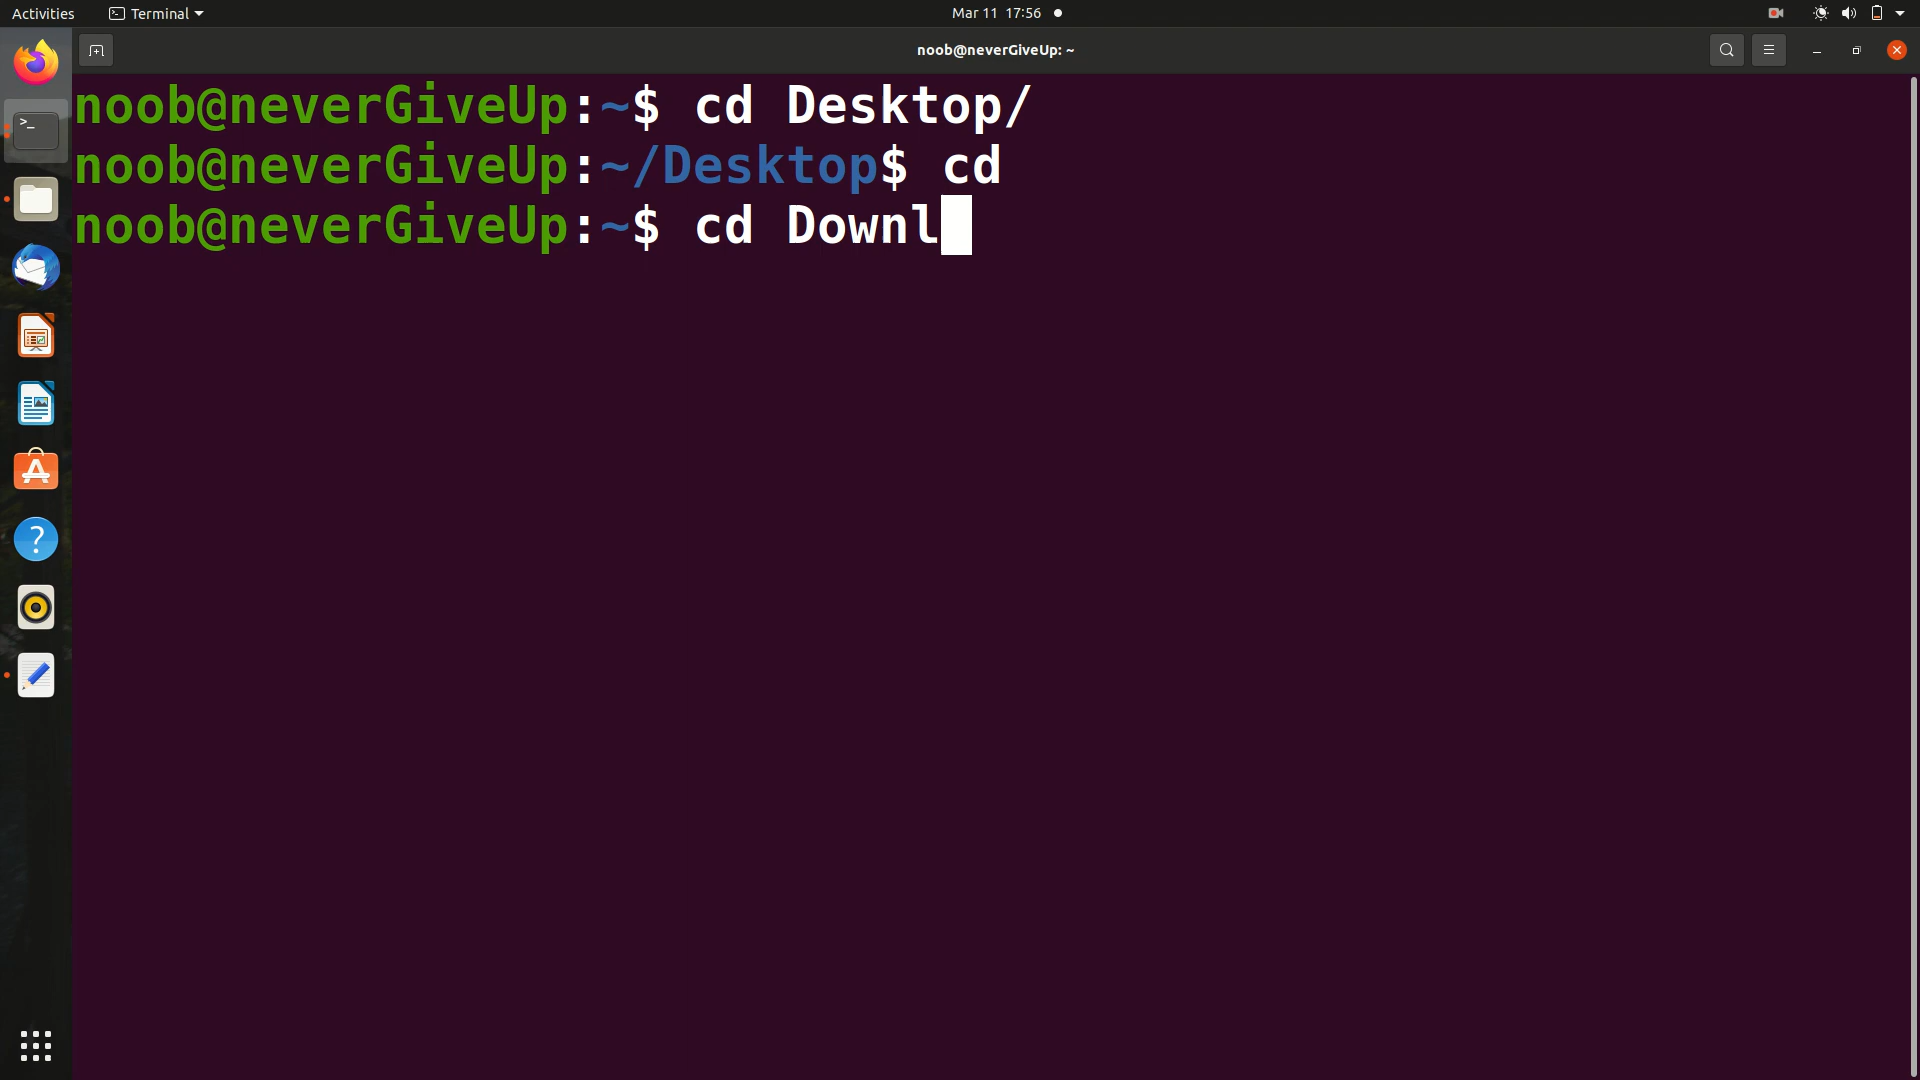 Activities Terminal Mar 11 17:56
noob@neverGiveUp: ~
noob@neverGiveUp:~$ cd Desktop/
noob@neverGiveUp:~/Desktop$ cd
noob@neverGiveUp:~$ cd Downl